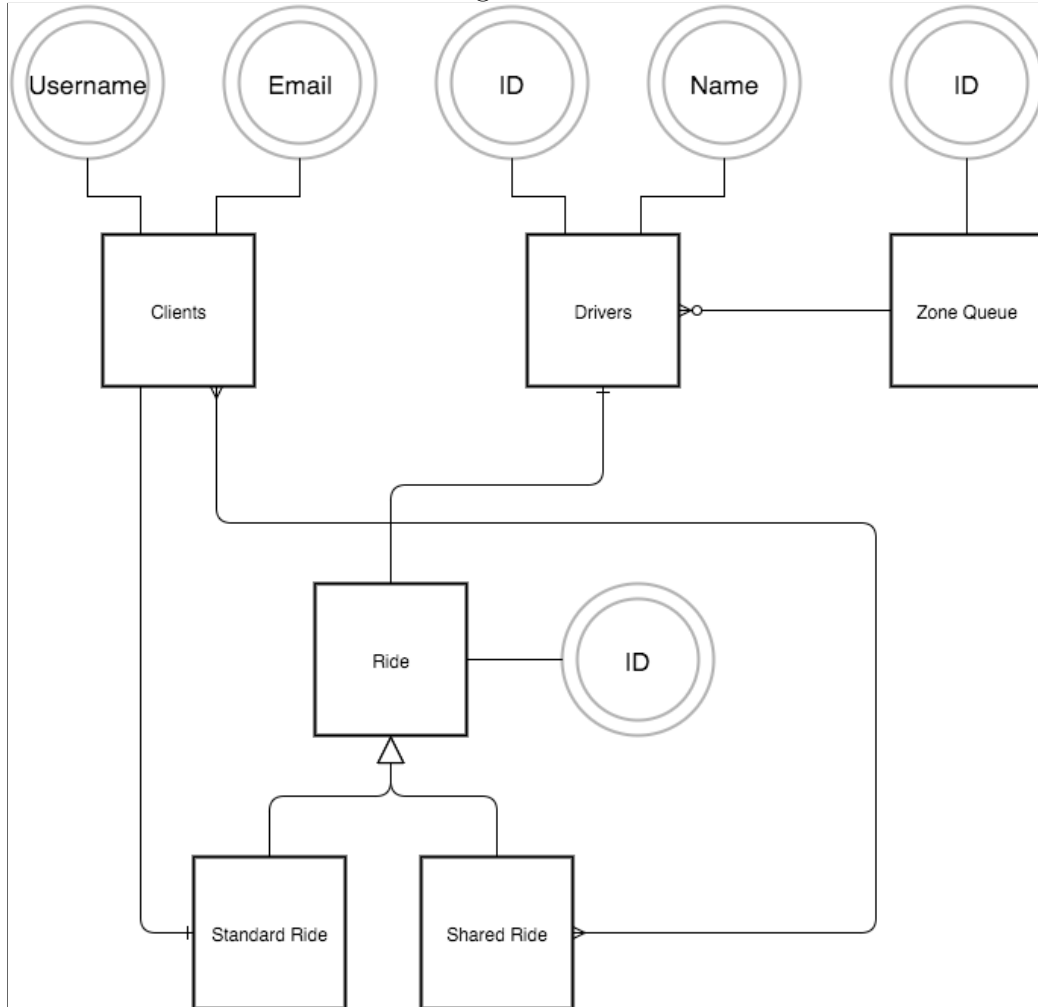 Username
Email
ID
Name
ID
Clients
Drivers
Zone Queue
Ride
ID
Standard Ride
Shared Ride